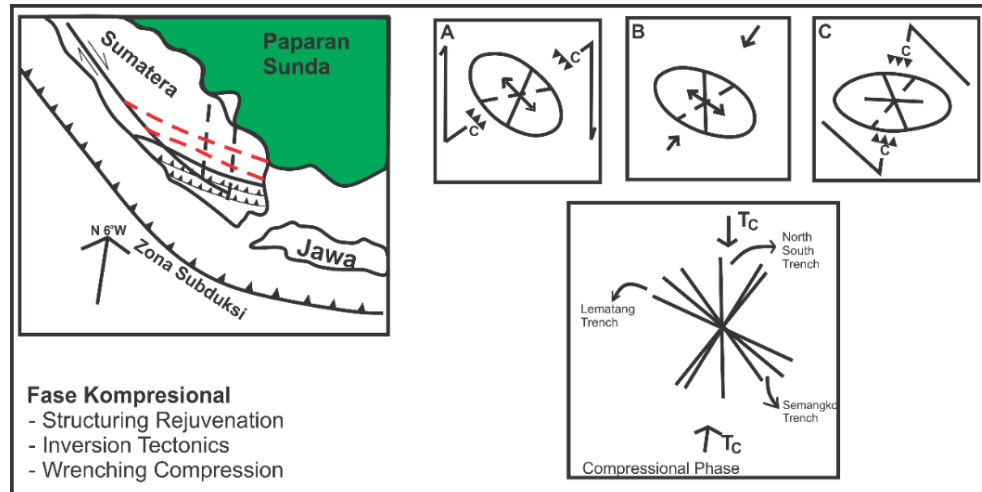 Sumatera
Paparan
Sunda
N 6°W
Zona Subduksi
Jawa
Fase Kompresional
- Structuring Rejuvenation
- Inversion Tectonics
- Wrenching Compression
A
C
C
B
C
C
C
Tc
North
South
Trench
Lematang
Trench
Semangko
Trench
Tc
Compressional Phase